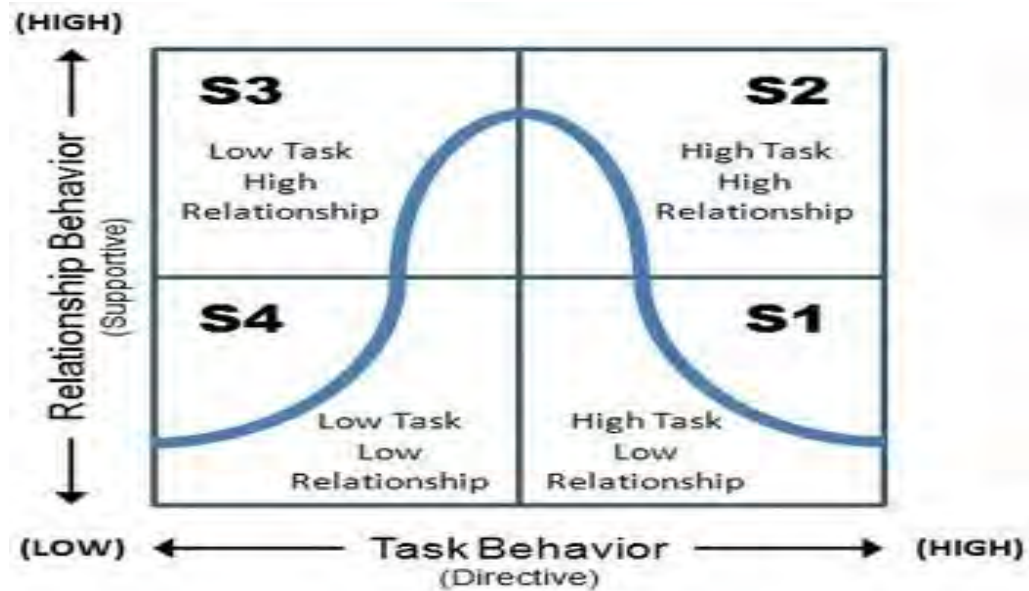 (HIGH)
Relationship Behavior
(Supportive)
S3
Low Task
High
Relationship
S2
High Task
High
Relationship
S4
Low Task
Low
Relationship
S1
High Task
Low
Relationship
(LOW)
Task Behavior
(Directive)
(HIGH)